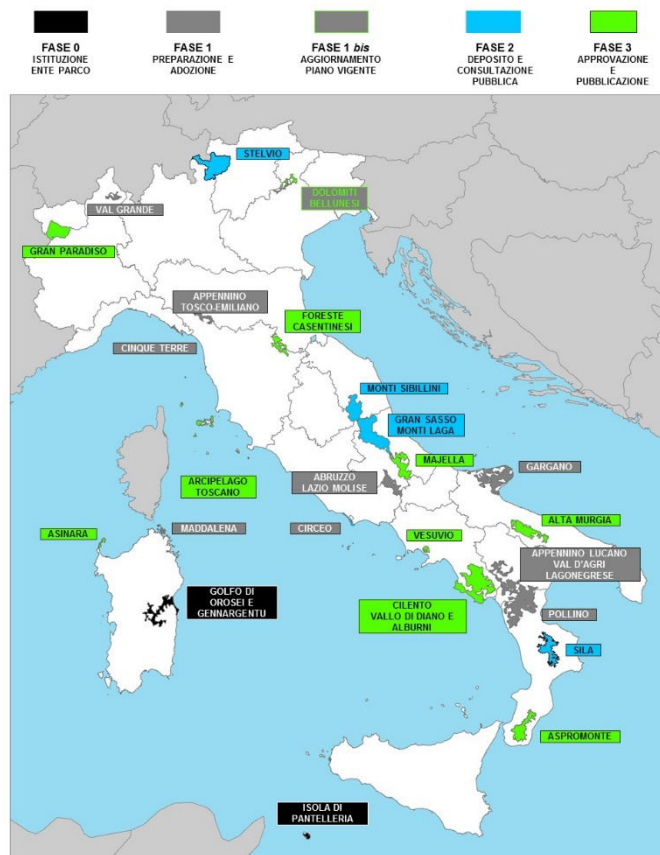 FASE 0
ISTITUZIONE
ENTE PARCO
FASE 1
PREPARAZIONE E
ADOZIONE
FASE 1 bis
AGGIORNAMENTO
PIANO VIGENTE
FASE 2
DEPOSITO E
CONSULTAZIONE
PUBBLICA
FASE 3
APPROVAZIONE
E
PUBBLICAZIONE
STELVIO
DOLOMITI
BELLUNESI
VAL GRANDE
GRAN PARADISO
APPENNINO
TOSCO-EMILIANO
FORESTE
CASENTINESI
CINQUE TERRE
MONTI SIBILLINI
GRAN SASSO
MONTI LAGA
MAJELLA
ABRUZZO
LAZIO MOLISE
GARGANO
ARCIPELAGO
TOSCANO
ASINARA
MADDALENA
CIRCEO
VESUVIO
ALTA MURGIA
APPENNINO LUCANO
VAL D'AGRI
LAGONEGRESE
GOLFO DI
OROSEI E
GENNARGENTU
CILENTO
VALLO DI DIANO E
ALBURNI
POLLINO
SILA
ASPROMONTE
ISOLA DI
PANTELLERIA